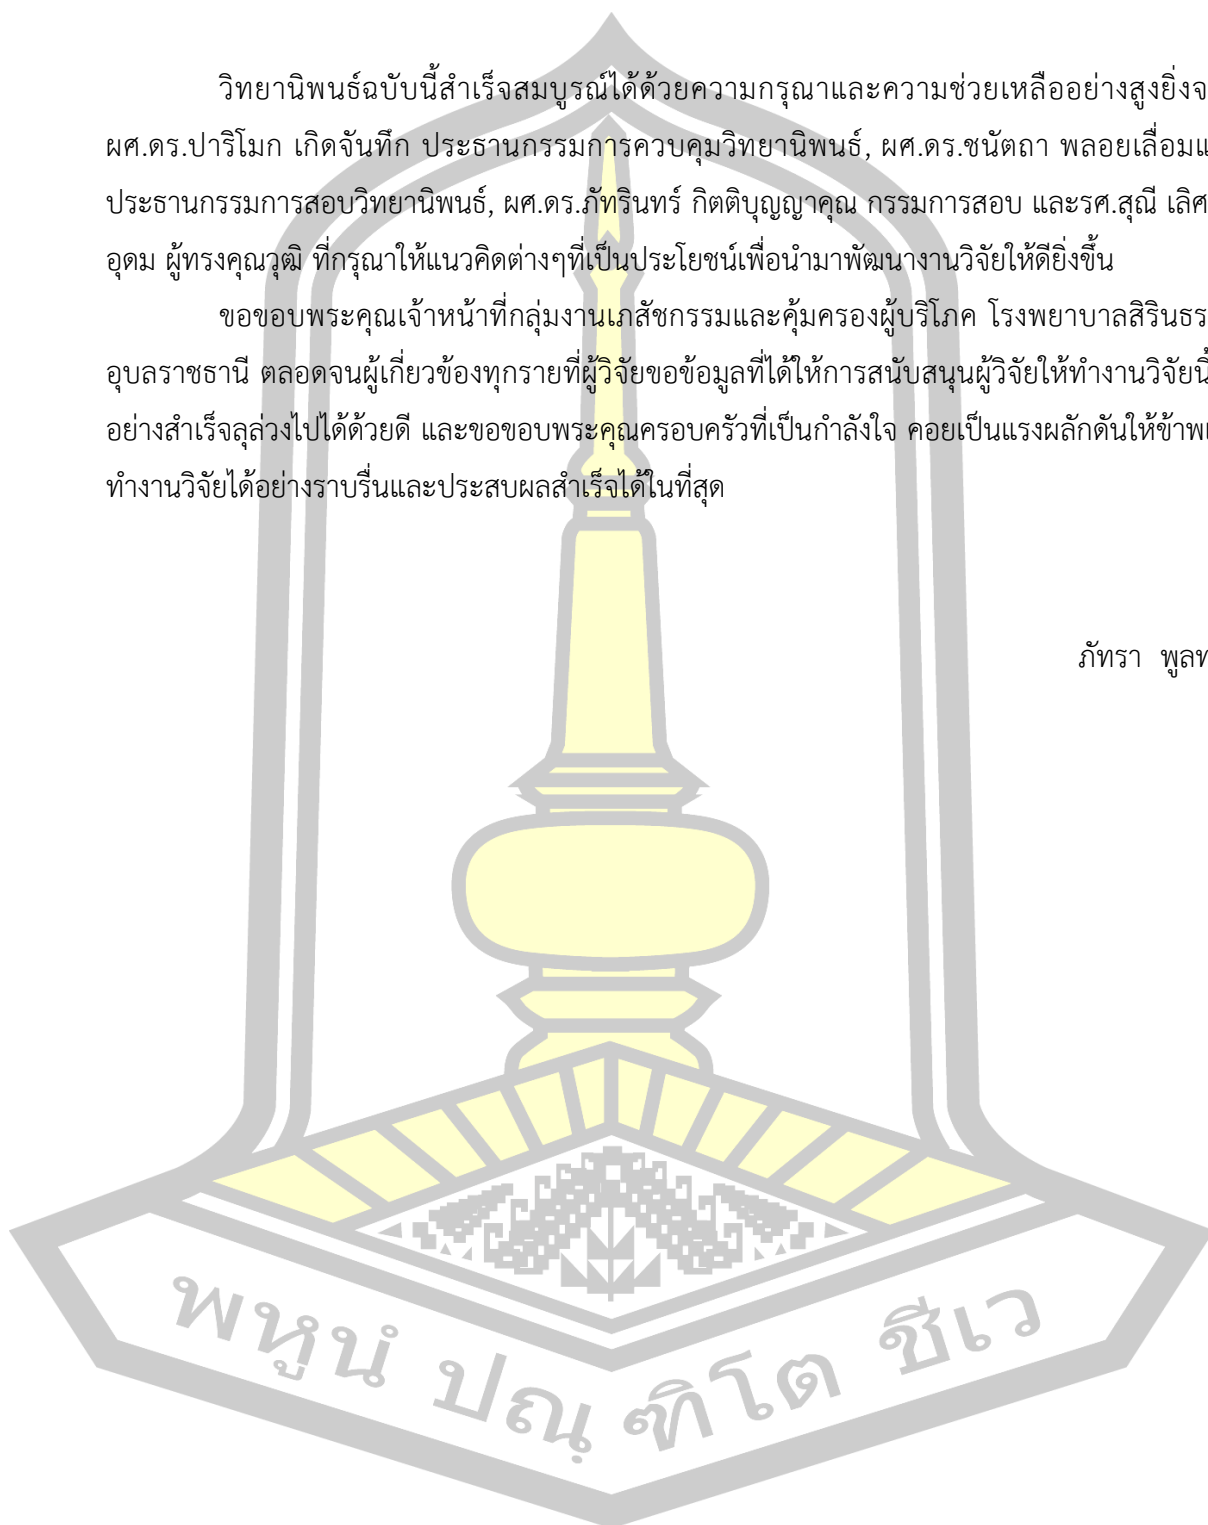 วิทยานิพนธ์ฉบับนี้สำเร็จสมบูรณ์ได้ด้วยความกรุณาและความช่วยเหลืออย่างสูงยิ่งจ
ผศ.ดร.ปาริโมก เกิดจันทึก ประธานกรรมการควบคุมวิทยานิพนธ์, ผศ.ดร.ชนัตถา พลอยเลื่อมแ
ประธานกรรมการสอบวิทยานิพนธ์, ผศ.ดร.ภัทรินทร์ กิตติบุญญาคุณ กรรมการสอบ และรศ.สุณี เลิศ
อุดม ผู้ทรงคุณวุฒิ ที่กรุณาให้แนวคิดต่างๆที่เป็นประโยชน์เพื่อนำมาพัฒนางานวิจัยให้ดียิ่งขึ้น
ขอขอบพระคุณเจ้าหน้าที่กลุ่มงานเภสัชกรรมและคุ้มครองผู้บริโภค โรงพยาบาลสิรินธร
อุบลราชธานี ตลอดจนผู้เกี่ยวข้องทุกรายที่ผู้วิจัยขอข้อมูลที่ได้ให้การสนับสนุนผู้วิจัยให้ทำงานวิจัยนี้
อย่างสำเร็จลุล่วงไปได้ด้วยดี และขอขอบพระคุณครอบครัวที่เป็นกำลังใจ คอยเป็นแรงผลักดันให้ข้าพเ
ทำงานวิจัยได้อย่างราบรื่นและประสบผลสำเร็จได้ในที่สุด
ภัทรา พูลท
พหูนํ ปณฺฑิโต ชีเว